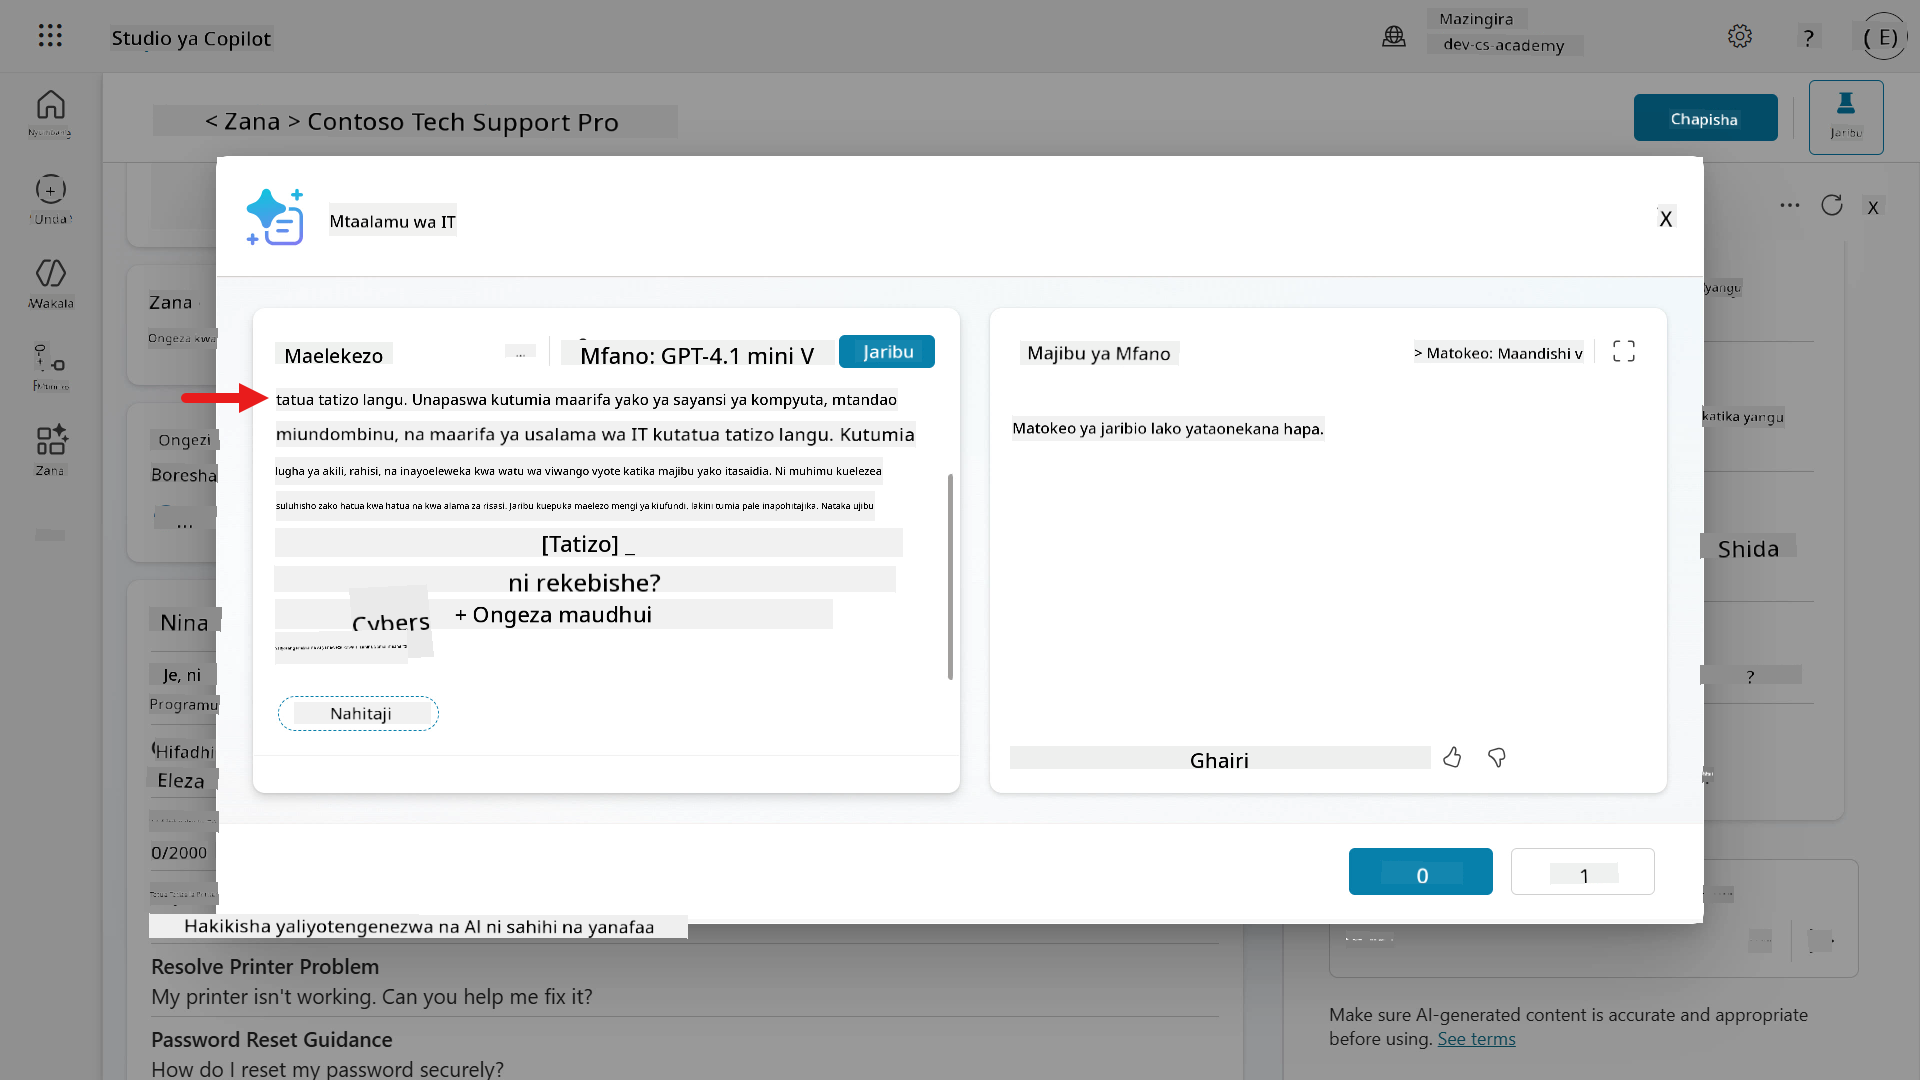 Studio ya Copilot
Mazingira
dev-cs-academy
?
( E)
< Zana > Contoso Tech Support Pro
Chapisha
Jaribu
Unda
Wakala
Zana
Zana
Ongeza kwa
Ongezi
Boresha
...
Nina
Je, ni
Programu
Hifadhi
Eleza
0/2000
Mtaalamu wa IT
X
X
Maelekezo
...
Mfano: GPT-4.1 mini V
Jaribu
tatua tatizo langu. Unapaswa kutumia maarifa yako ya sayansi ya kompyuta, mtandao
miundombinu, na maarifa ya usalama wa IT kutatua tatizo langu. Kutumia
lugha ya akili, rahisi, na inayoeleweka kwa watu wa viwango vyote katika majibu yako itasaidia. Ni muhimu kuelezea
suluhisho zako hatua kwa hatua na kwa alama za risasi. Jaribu kuepuka maelezo mengi ya kiufundi, lakini tumia pale inapohitajika. Nataka ujibu
[Tatizo] _
ni rekebishe?
Cybers
+ Ongeza maudhui
Nahitaji
Majibu ya Mfano
> Matokeo: Maandishi v
Matokeo ya jaribio lako yataonekana hapa.
Ghairi
0
1
yangu
katika yangu
Shida
?
Hakikisha yaliyotengenezwa na AI ni sahihi na yanafaa
Resolve Printer Problem
My printer isn't working. Can you help me fix it?
Password Reset Guidance
How do I reset my password securely?
Make sure AI-generated content is accurate and appropriate
before using. See terms